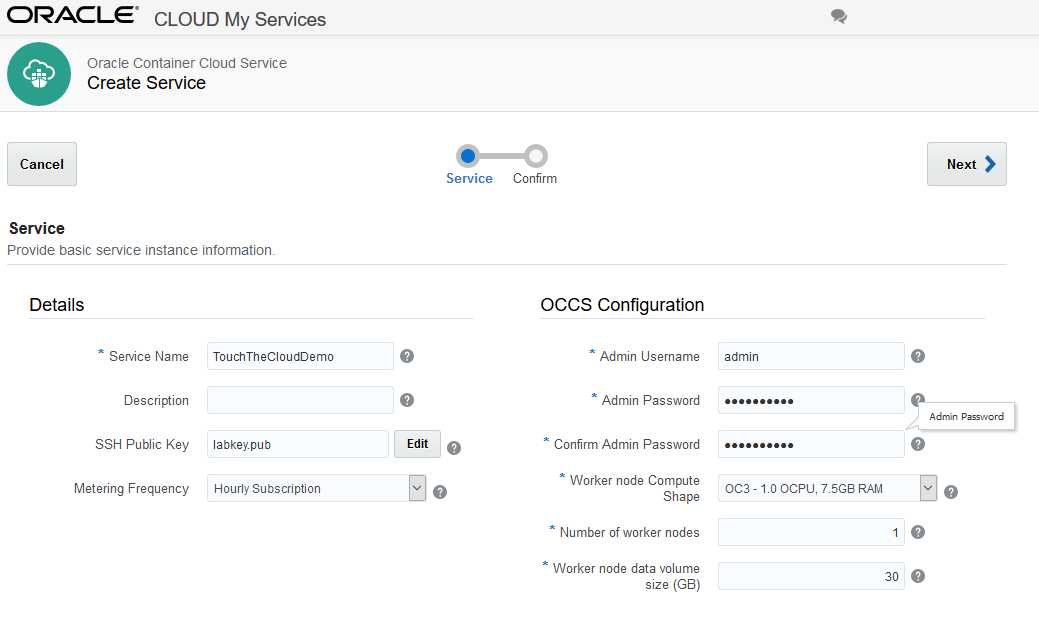 ORACLE® CLOUD My Services
Oracle Container Cloud Service
Create Service
Cancel
Service
Confirm
Next
Service
Provide basic service instance information.
Details
* Service Name TouchTheCloudDemo ?
Description ?
SSH Public Key labkey.pub Edit ?
Metering Frequency Hourly Subscription ?
OCCS Configuration
* Admin Username admin ?
* Admin Password •••••••••• ?
Admin Password
* Confirm Admin Password •••••••••• ?
* Worker node Compute
Shape
OC3 - 1.0 OCPU, 7.5GB RAM ?
* Number of worker nodes 1 ?
* Worker node data volume
size (GB)
30 ?